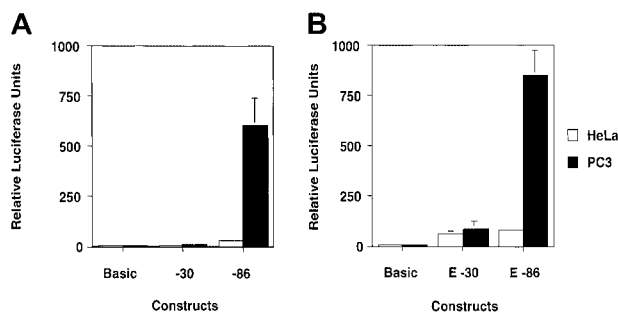 A
Relative Luciferase Units
1000
750
500
250
0
Basic
-30
-86
Constructs
B
Relative Luciferase Units
1000
750
500
250
0
Basic
E -30
E -86
Constructs
HeLa
PC3